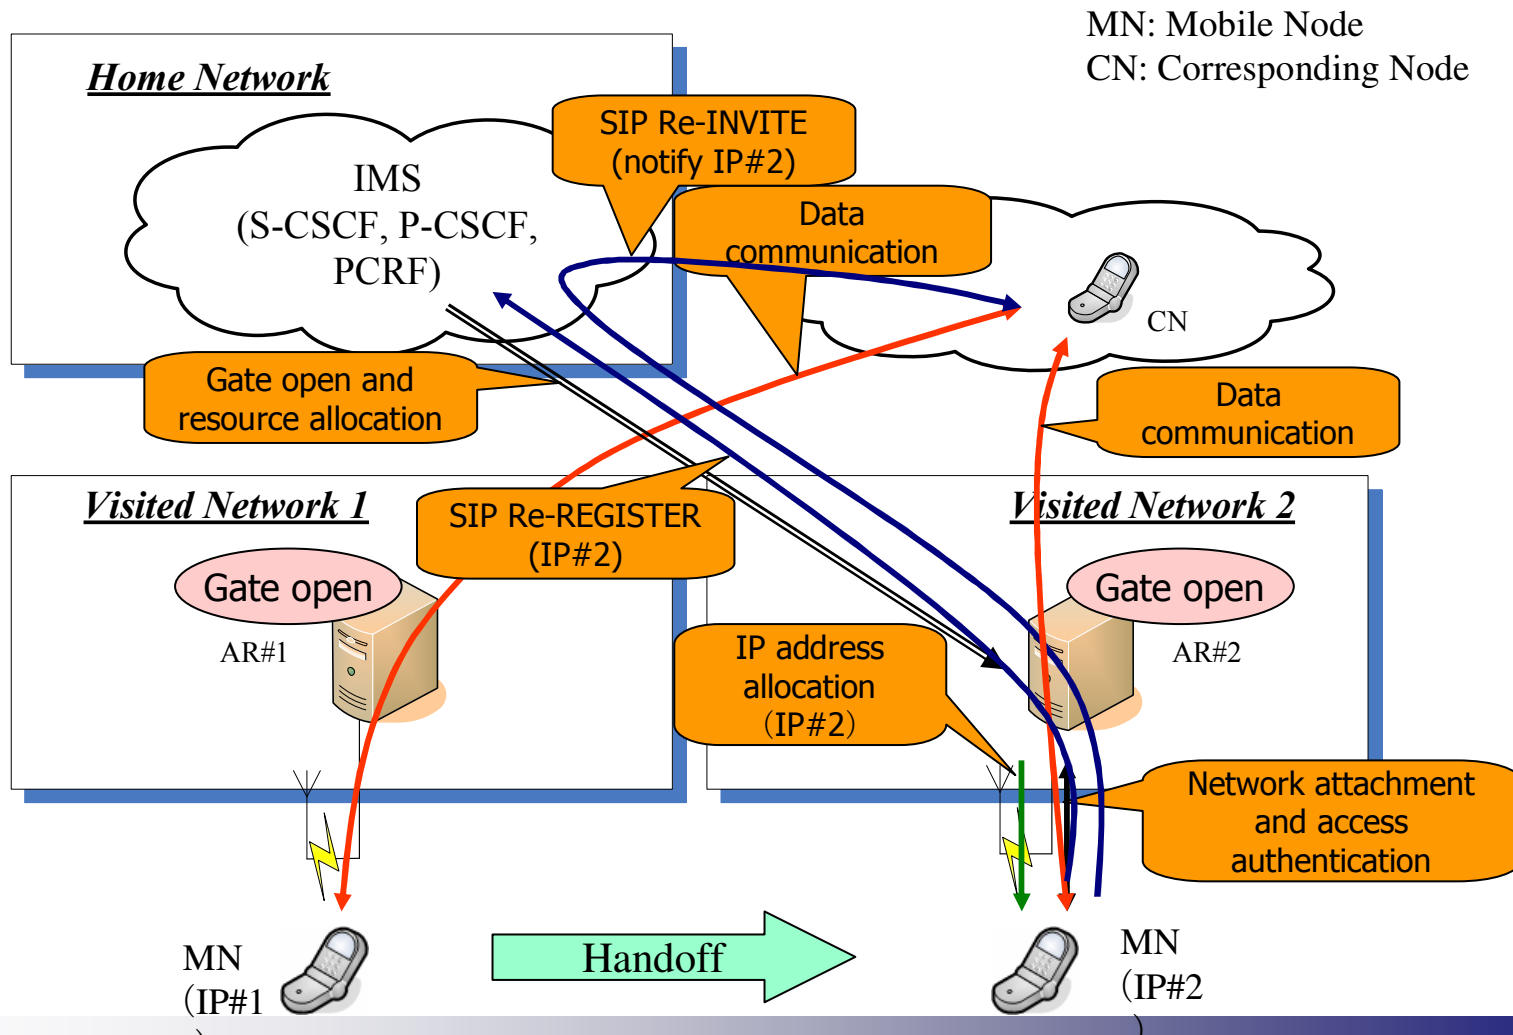 MN: Mobile Node
CN: Corresponding Node
Home Network
SIP Re-INVITE
(notify IP#2)
IMS
(S-CSCF, P-CSCF,
PCRF)
Data
communication
CN
Gate open and
resource allocation
Data
communication
Visited Network 1
SIP Re-REGISTER
(IP#2)
Visited Network 2
Gate open
AR#1
Gate open
AR#2
IP address
allocation
（IP#2）
Network attachment
and access
authentication
MN
（IP#1
）
Handoff
MN
（IP#2
）